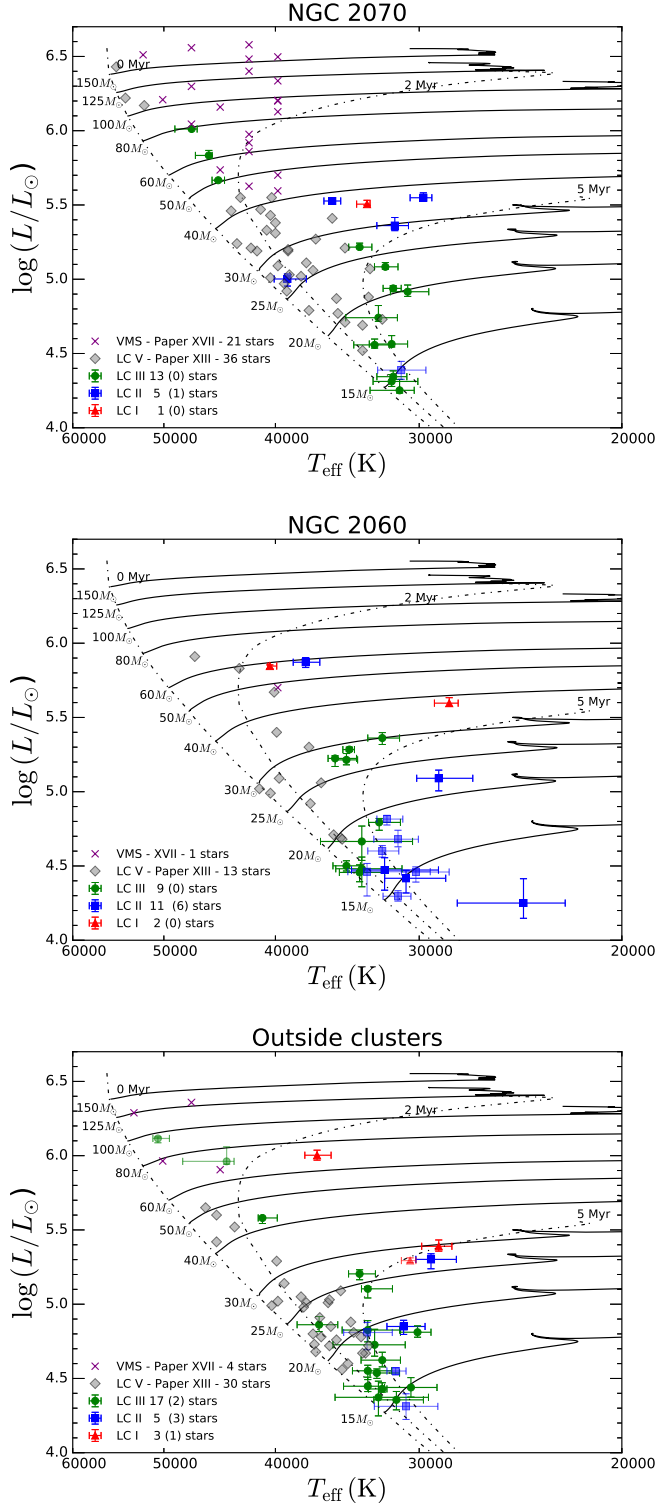 NGC 2070
6.5
6.0
5.5
5.0
4.5
4.0
log (L/L☉)
0 Myr
2 Myr
5 Myr
150M☉
125M☉
100M☉
80M☉
60M☉
50M☉
40M☉
30M☉
25M☉
20M☉
15M☉
VMS - Paper XVII - 21 stars
LC V - Paper XIII - 36 stars
LC III 13 (0) stars
LC II 5 (1) stars
LC I 1 (0) stars
60000 50000 40000 30000 20000
Teff (K)
NGC 2060
6.5
6.0
5.5
5.0
4.5
4.0
log (L/L☉)
0 Myr
2 Myr
5 Myr
150M☉
125M☉
100M☉
80M☉
60M☉
50M☉
40M☉
30M☉
25M☉
20M☉
15M☉
VMS - XVII - 1 stars
LC V - Paper XIII - 13 stars
LC III 9 (0) stars
LC II 11 (6) stars
LC I 2 (0) stars
60000 50000 40000 30000 20000
Teff (K)
Outside clusters
6.5
6.0
5.5
5.0
4.5
4.0
log (L/L☉)
0 Myr
2 Myr
5 Myr
150M☉
125M☉
100M☉
80M☉
60M☉
50M☉
40M☉
30M☉
25M☉
20M☉
15M☉
VMS - Paper XVII - 4 stars
LC V - Paper XIII - 30 stars
LC III 17 (2) stars
LC II 5 (3) stars
LC I 3 (1) stars
60000 50000 40000 30000 20000
Teff (K)